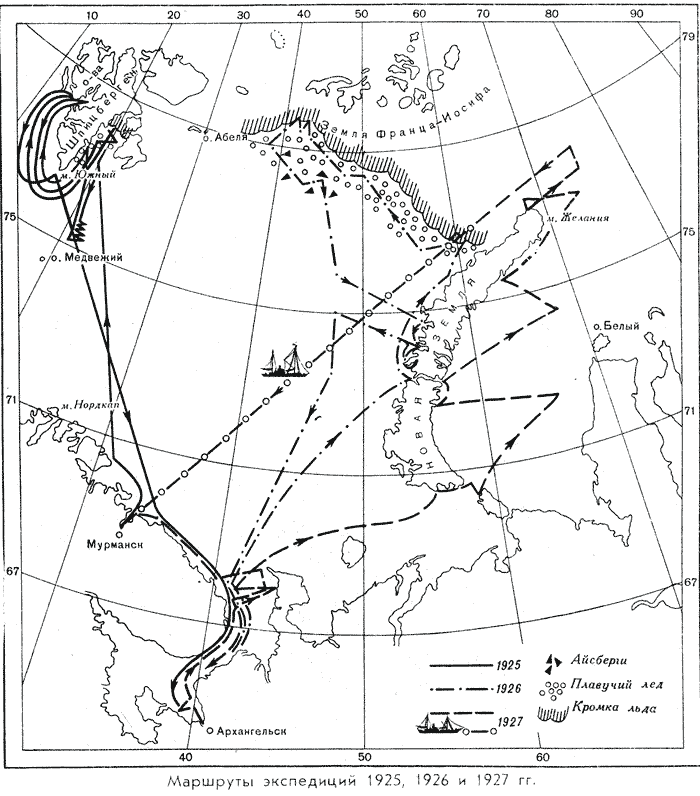 10 20 30 40 50 60 70 80 90
79
о-ва Шпицберген
о. Абеля
Земля Франца-Иосифа
м. Южный
75
м. Желания
75
о. Медвежий
НОВАЯ ЗЕМЛЯ
о. Белый
71
м. Нордкап
71
Мурманск
67
67
1925
Айсберги
1926
Плавучий лед
1927
Кромка льда
Архангельск
40 50 60
Маршруты экспедиций 1925, 1926 и 1927 гг.